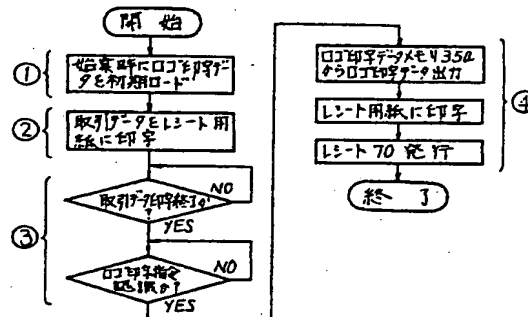 開始
①
始業時にロゴ印字デ
ータを初期ロード
②
取引データをレシート用
紙に印字
③
取引データ印字終了か
?
NO
YES
ロゴ印字指令
認識か?
NO
YES
ロゴ印字データメモリ35a
からロゴ印字データ出力
④
レシート用紙に印字
レシート70発行
終了